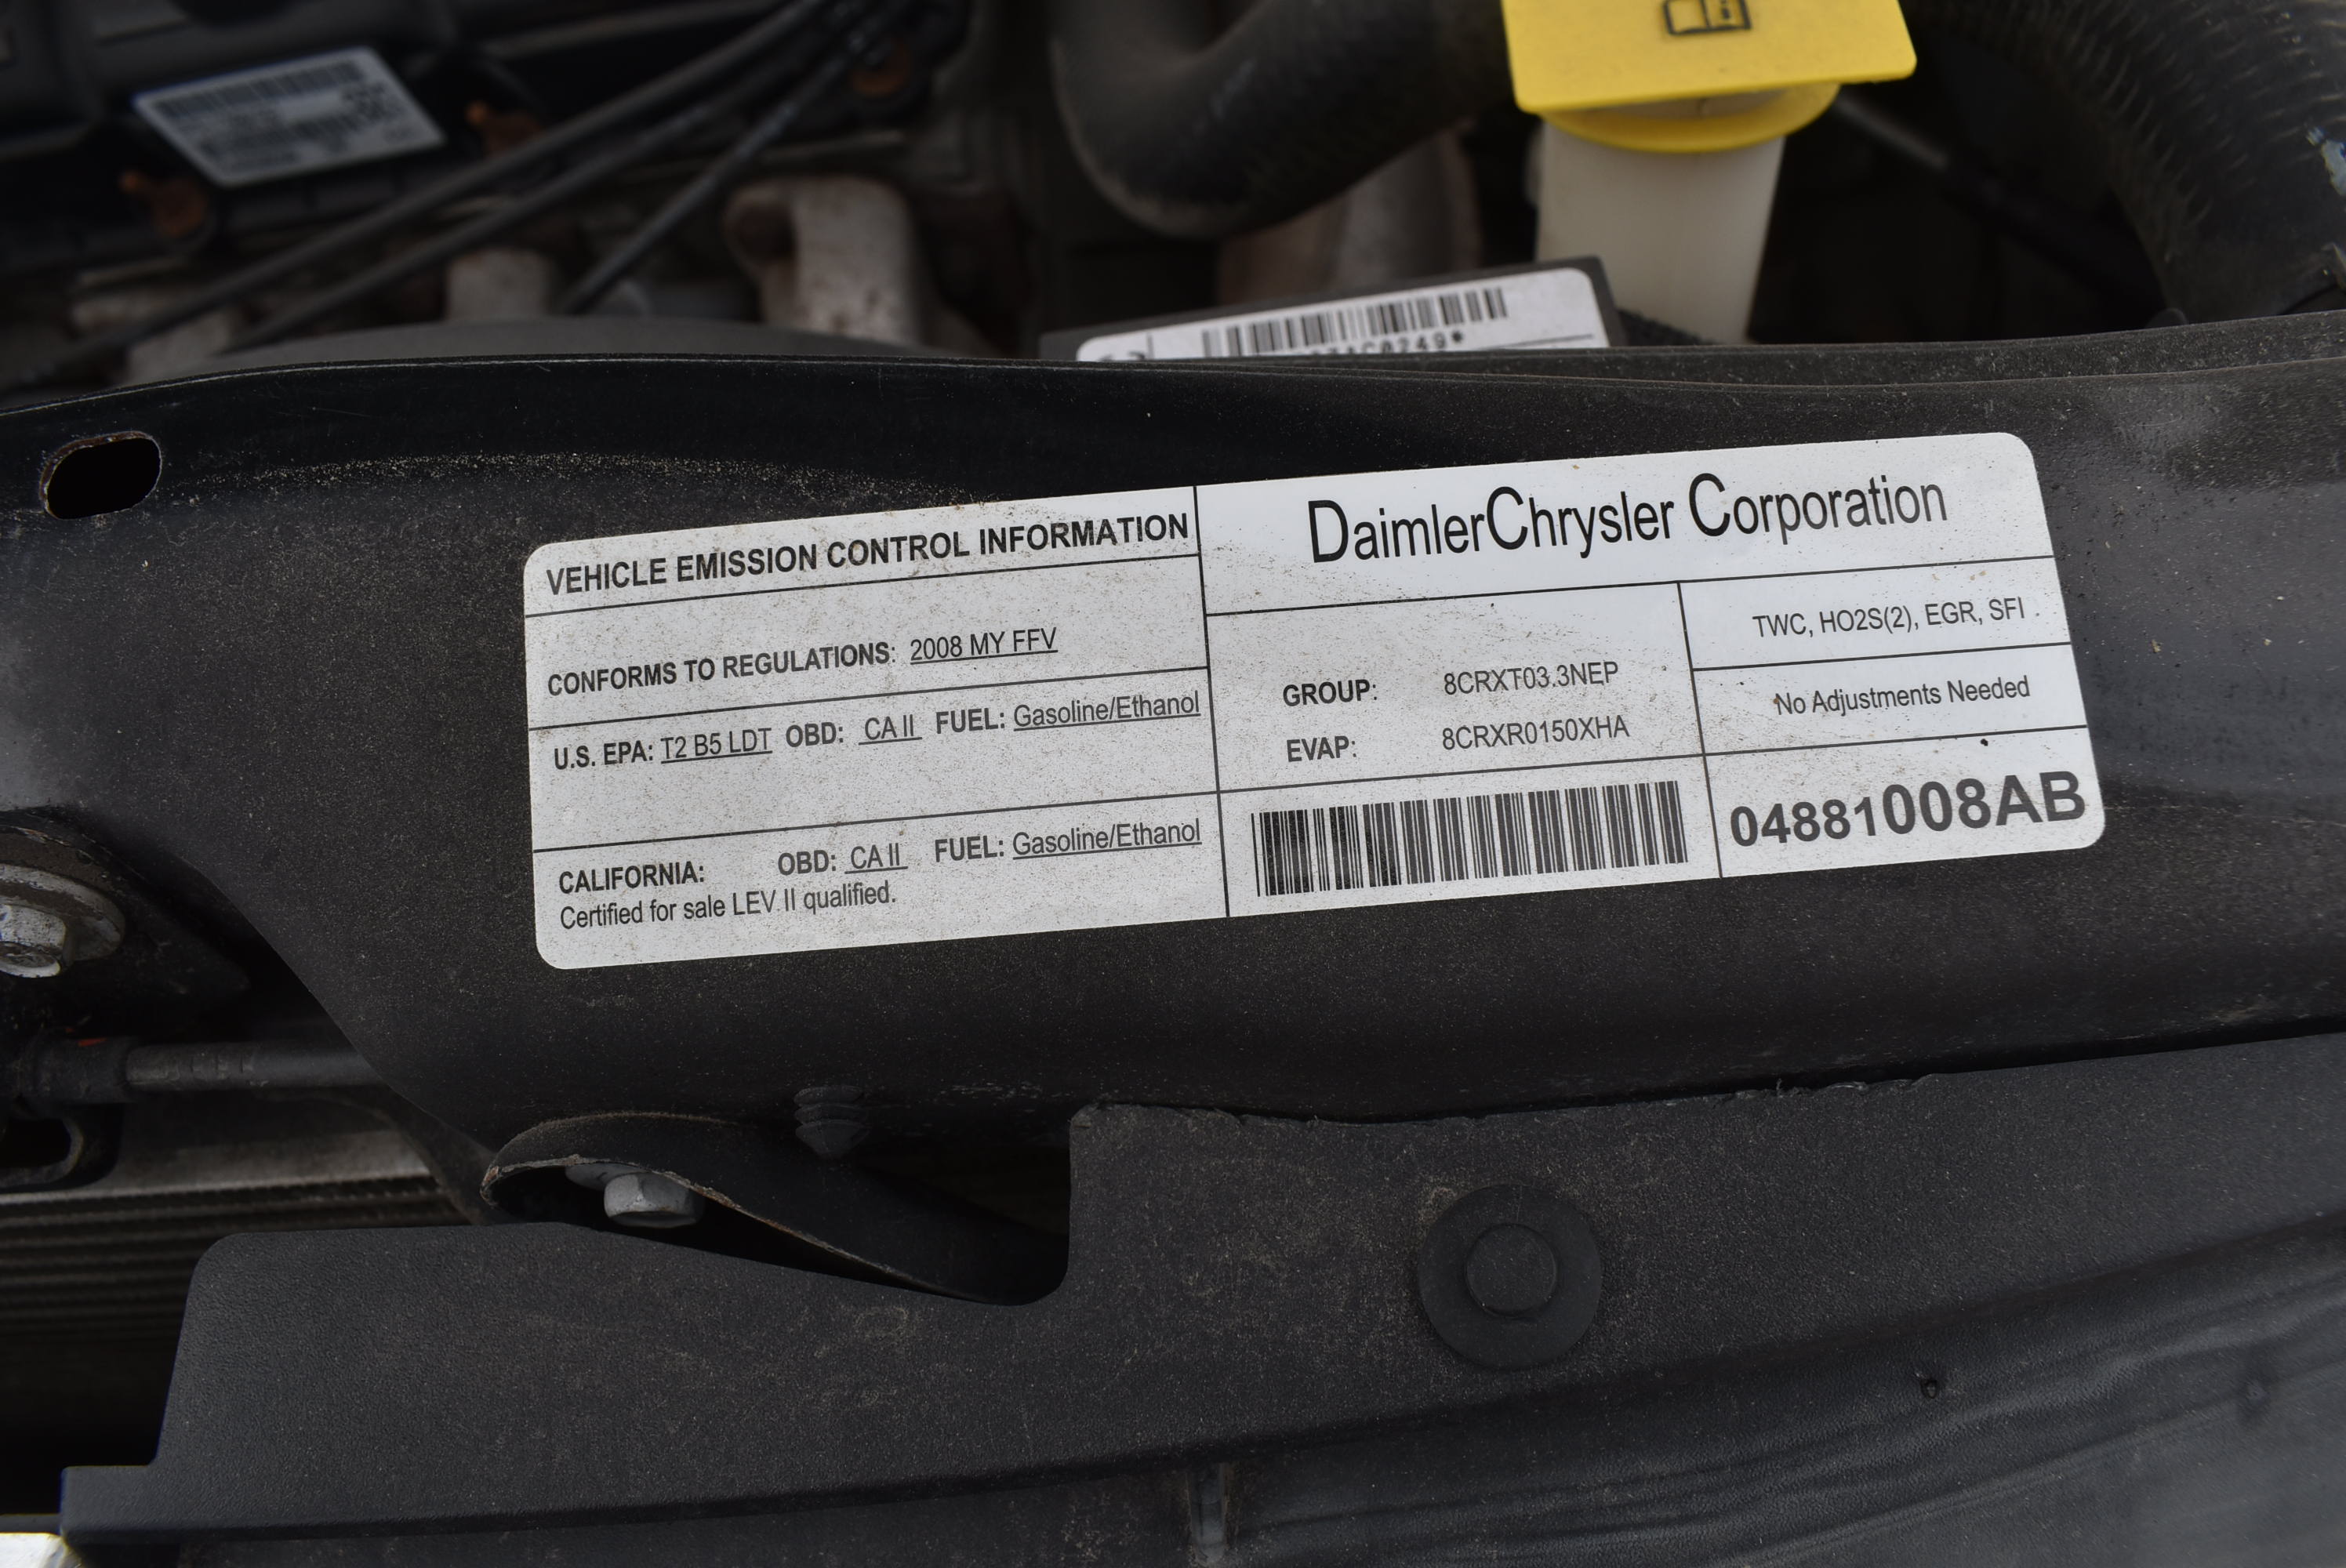 C0249*
VEHICLE EMISSION CONTROL INFORMATION
CONFORMS TO REGULATIONS: 2008 MY FFV
U.S. EPA: T2 B5 LDT OBD: CA II FUEL: Gasoline/Ethanol
CALIFORNIA: OBD: CA II FUEL: Gasoline/Ethanol
Certified for sale LEV II qualified.
DaimlerChrysler Corporation
GROUP: 8CRXT03.3NEP
EVAP: 8CRXR0150XHA
TWC, HO2S(2), EGR, SFI .
No Adjustments Needed
04881008AB